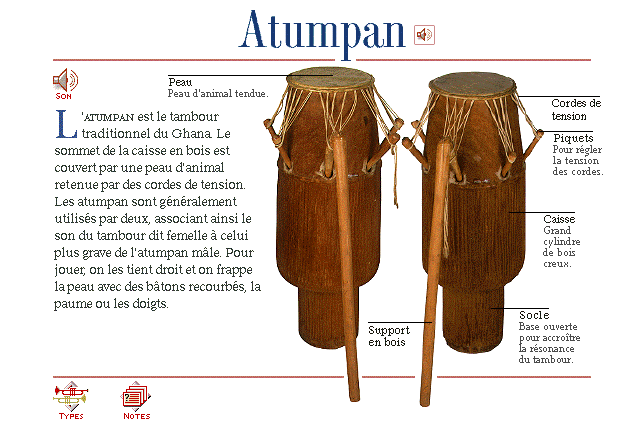 Atumpan
SON
Peau
Peau d'animal tendue.
L'ATUMPAN est le tambour
traditionnel du Ghana. Le
sommet de la caisse en bois est
couvert par une peau d'animal
retenue par des cordes de tension.
Les atumpan sont généralement
utilisés par deux, associant ainsi le
son du tambour dit femelle à celui
plus grave de l'atumpan mâle. Pour
jouer, on les tient droit et on frappe
la peau avec des bâtons recourbés, la
paume ou les doigts.
Cordes de
tension
Piquets
Pour régler
la tension
des cordes.
Caisse
Grand
cylindre
de bois
creux.
Socle
Base ouverte
pour accroître
la résonance
du tambour.
Support
en bois
TYPES
NOTES